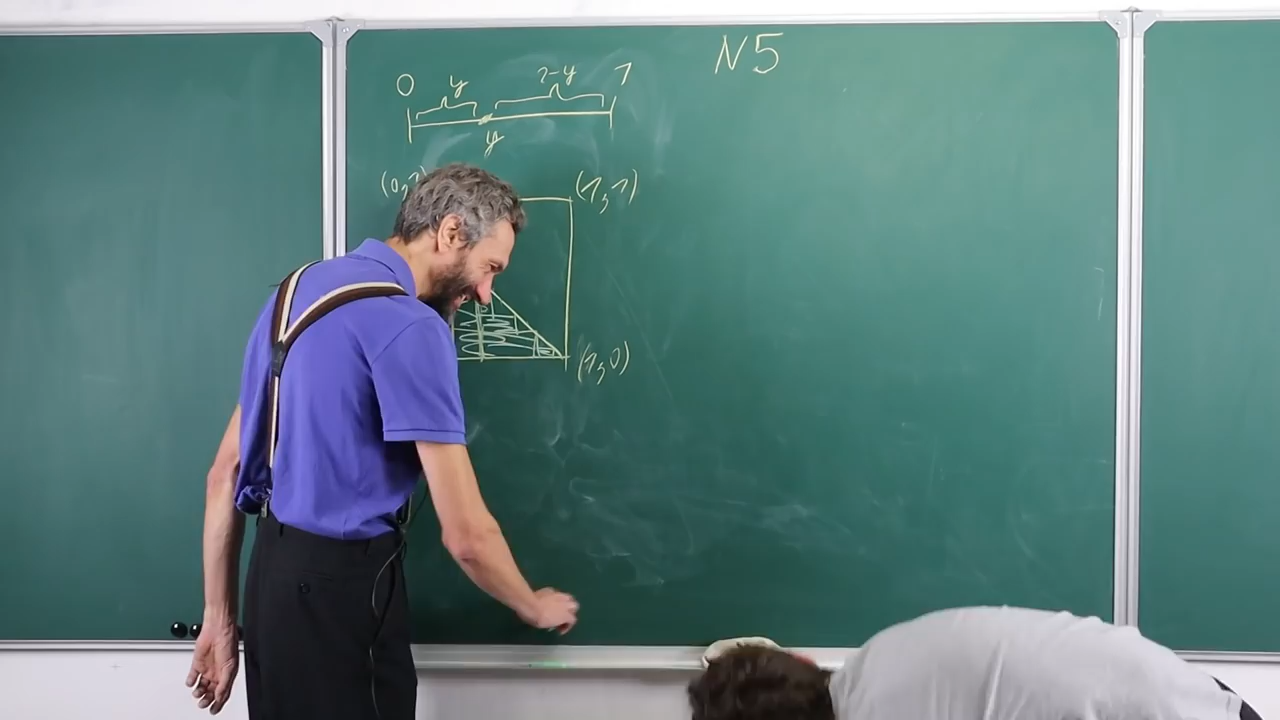 N5
0 y 1-y 1
y
(0,1) (1,1)
(1,0)